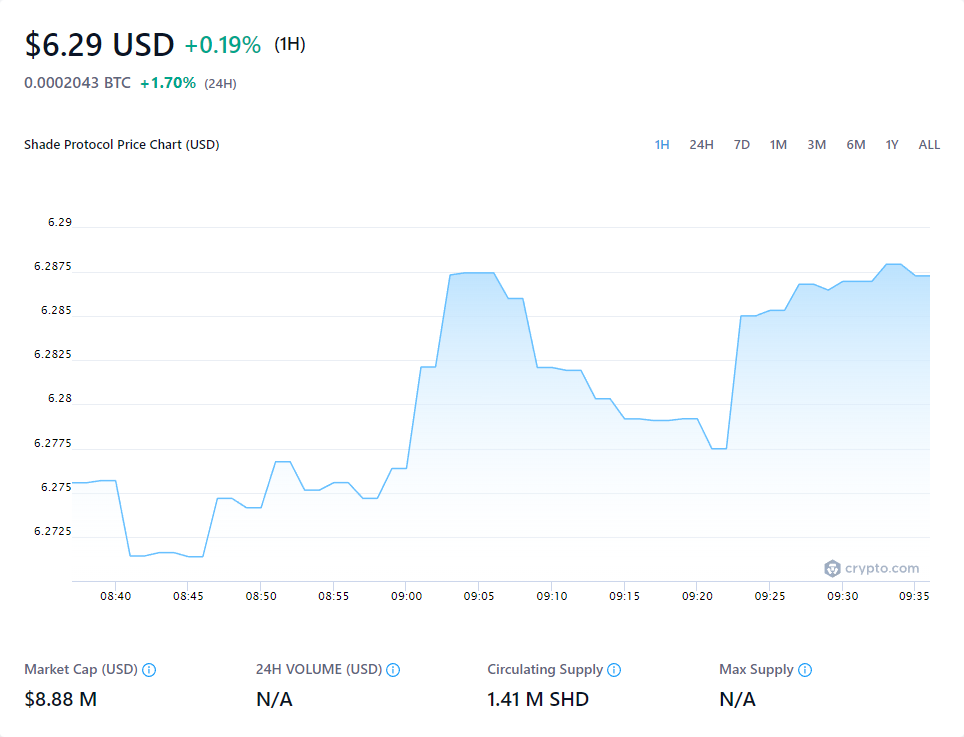 $6.29 USD +0.19% (1H)
0.0002043 BTC +1.70% (24H)
Shade Protocol Price Chart (USD) 1H 24H 7D 1M 3M 6M 1Y ALL
6.29
6.2875
6.285
6.2825
6.28
6.2775
6.275
6.2725
crypto.com
08:40 08:45 08:50 08:55 09:00 09:05 09:10 09:15 09:20 09:25 09:30 09:35
Market Cap (USD) 24H VOLUME (USD) Circulating Supply Max Supply
$8.88 M N/A 1.41 M SHD N/A